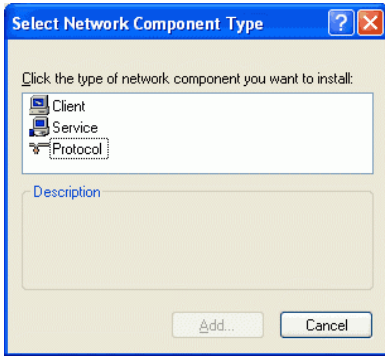 Select Network Component Type
Click the type of network component you want to install:
Client
Service
Protocol
Description
Add...
Cancel